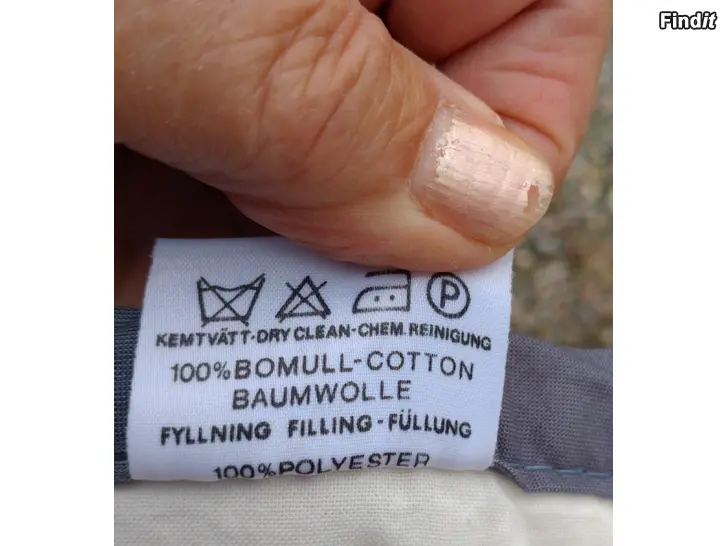 Findit
P
KEMTVÄTT-DRY CLEAN-CHEM.REINIGUNG
100% BOMULL-COTTON
BAUMWOLLE
FYLLNING FILLING-FÜLLUNG
100% POLYESTER